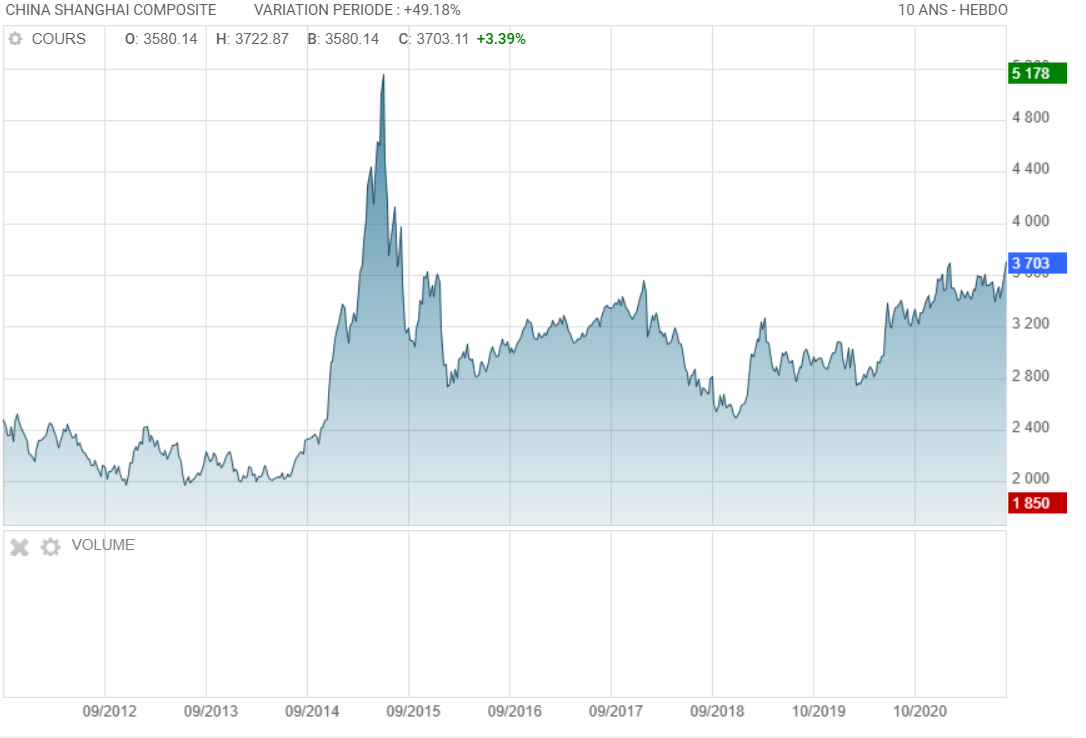 CHINA SHANGHAI COMPOSITE VARIATION PERIODE : +49.18% 10 ANS - HEBDO
COURS O: 3580.14 H: 3722.87 B: 3580.14 C: 3703.11 +3.39%
5 178
4 800
4 400
4 000
3 703
3 600
3 200
2 800
2 400
2 000
1 850
VOLUME
09/2012 09/2013 09/2014 09/2015 09/2016 09/2017 09/2018 10/2019 10/2020